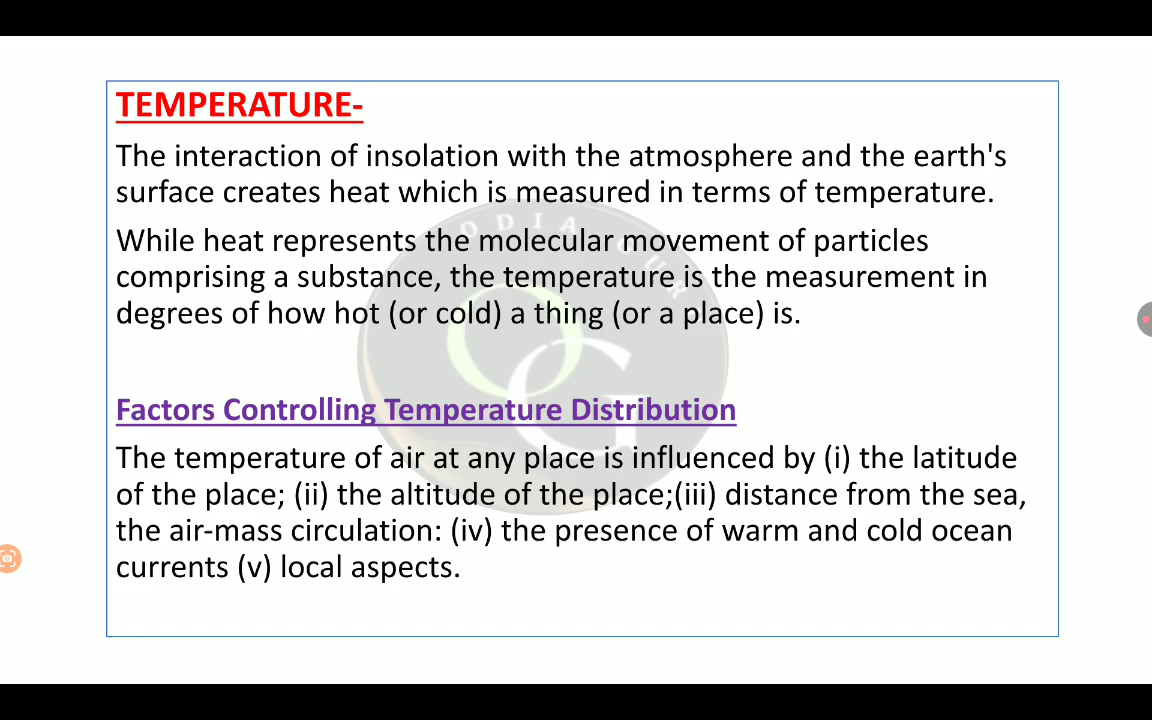 TEMPERATURE-
The interaction of insolation with the atmosphere and the earth's
surface creates heat which is measured in terms of temperature.
While heat represents the molecular movement of particles
comprising a substance, the temperature is the measurement in
degrees of how hot (or cold) a thing (or a place) is.
Factors Controlling Temperature Distribution
The temperature of air at any place is influenced by (i) the latitude
of the place; (ii) the altitude of the place;(iii) distance from the sea,
the air-mass circulation: (iv) the presence of warm and cold ocean
currents (v) local aspects.
ODIA
OG